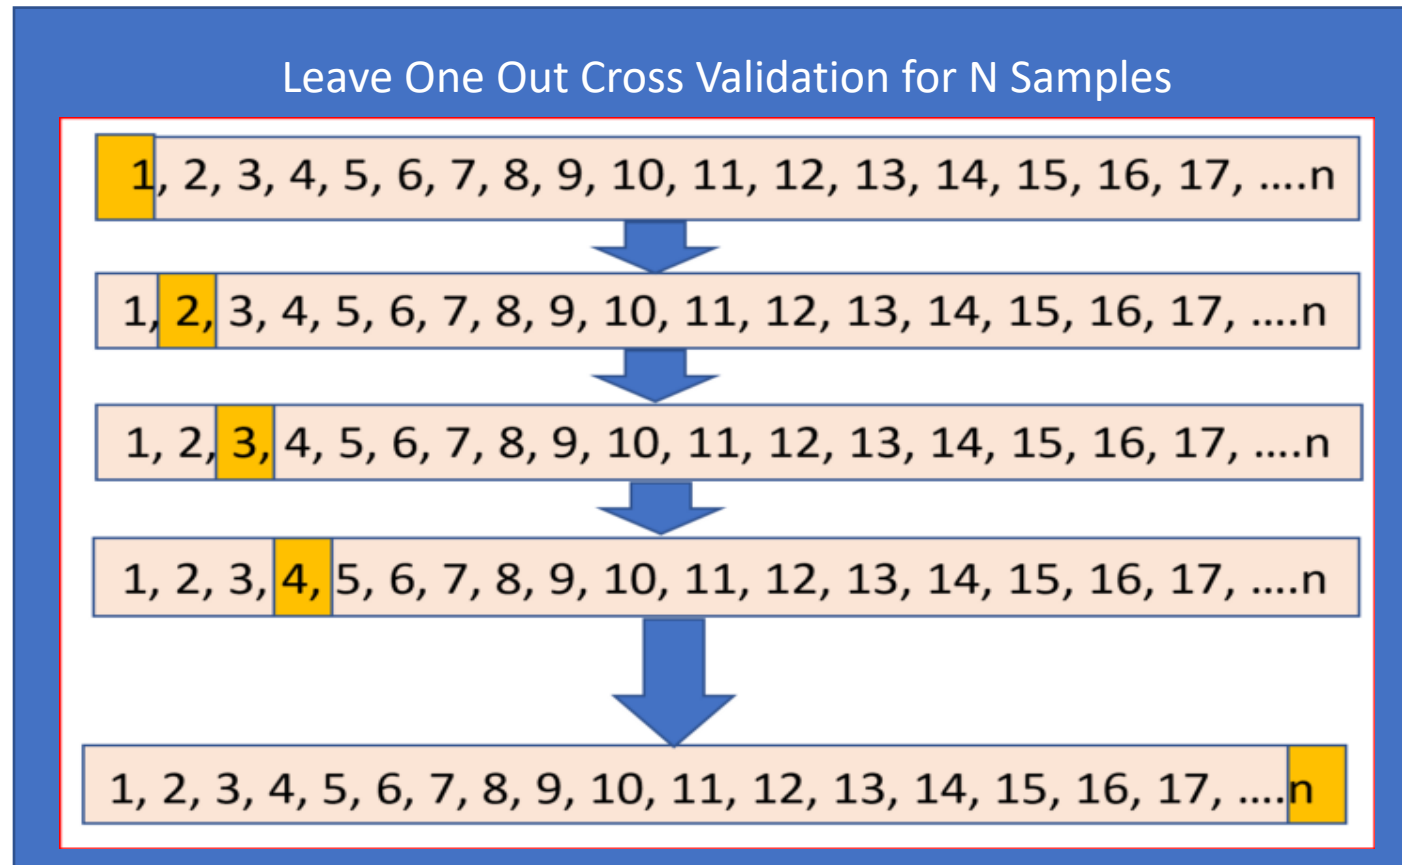 Leave One Out Cross Validation for N Samples
1, 2, 3, 4, 5, 6, 7, 8, 9, 10, 11, 12, 13, 14, 15, 16, 17, ....n
1, 2, 3, 4, 5, 6, 7, 8, 9, 10, 11, 12, 13, 14, 15, 16, 17, ....n
1, 2, 3, 4, 5, 6, 7, 8, 9, 10, 11, 12, 13, 14, 15, 16, 17, ....n
1, 2, 3, 4, 5, 6, 7, 8, 9, 10, 11, 12, 13, 14, 15, 16, 17, ....n
1, 2, 3, 4, 5, 6, 7, 8, 9, 10, 11, 12, 13, 14, 15, 16, 17, ....n